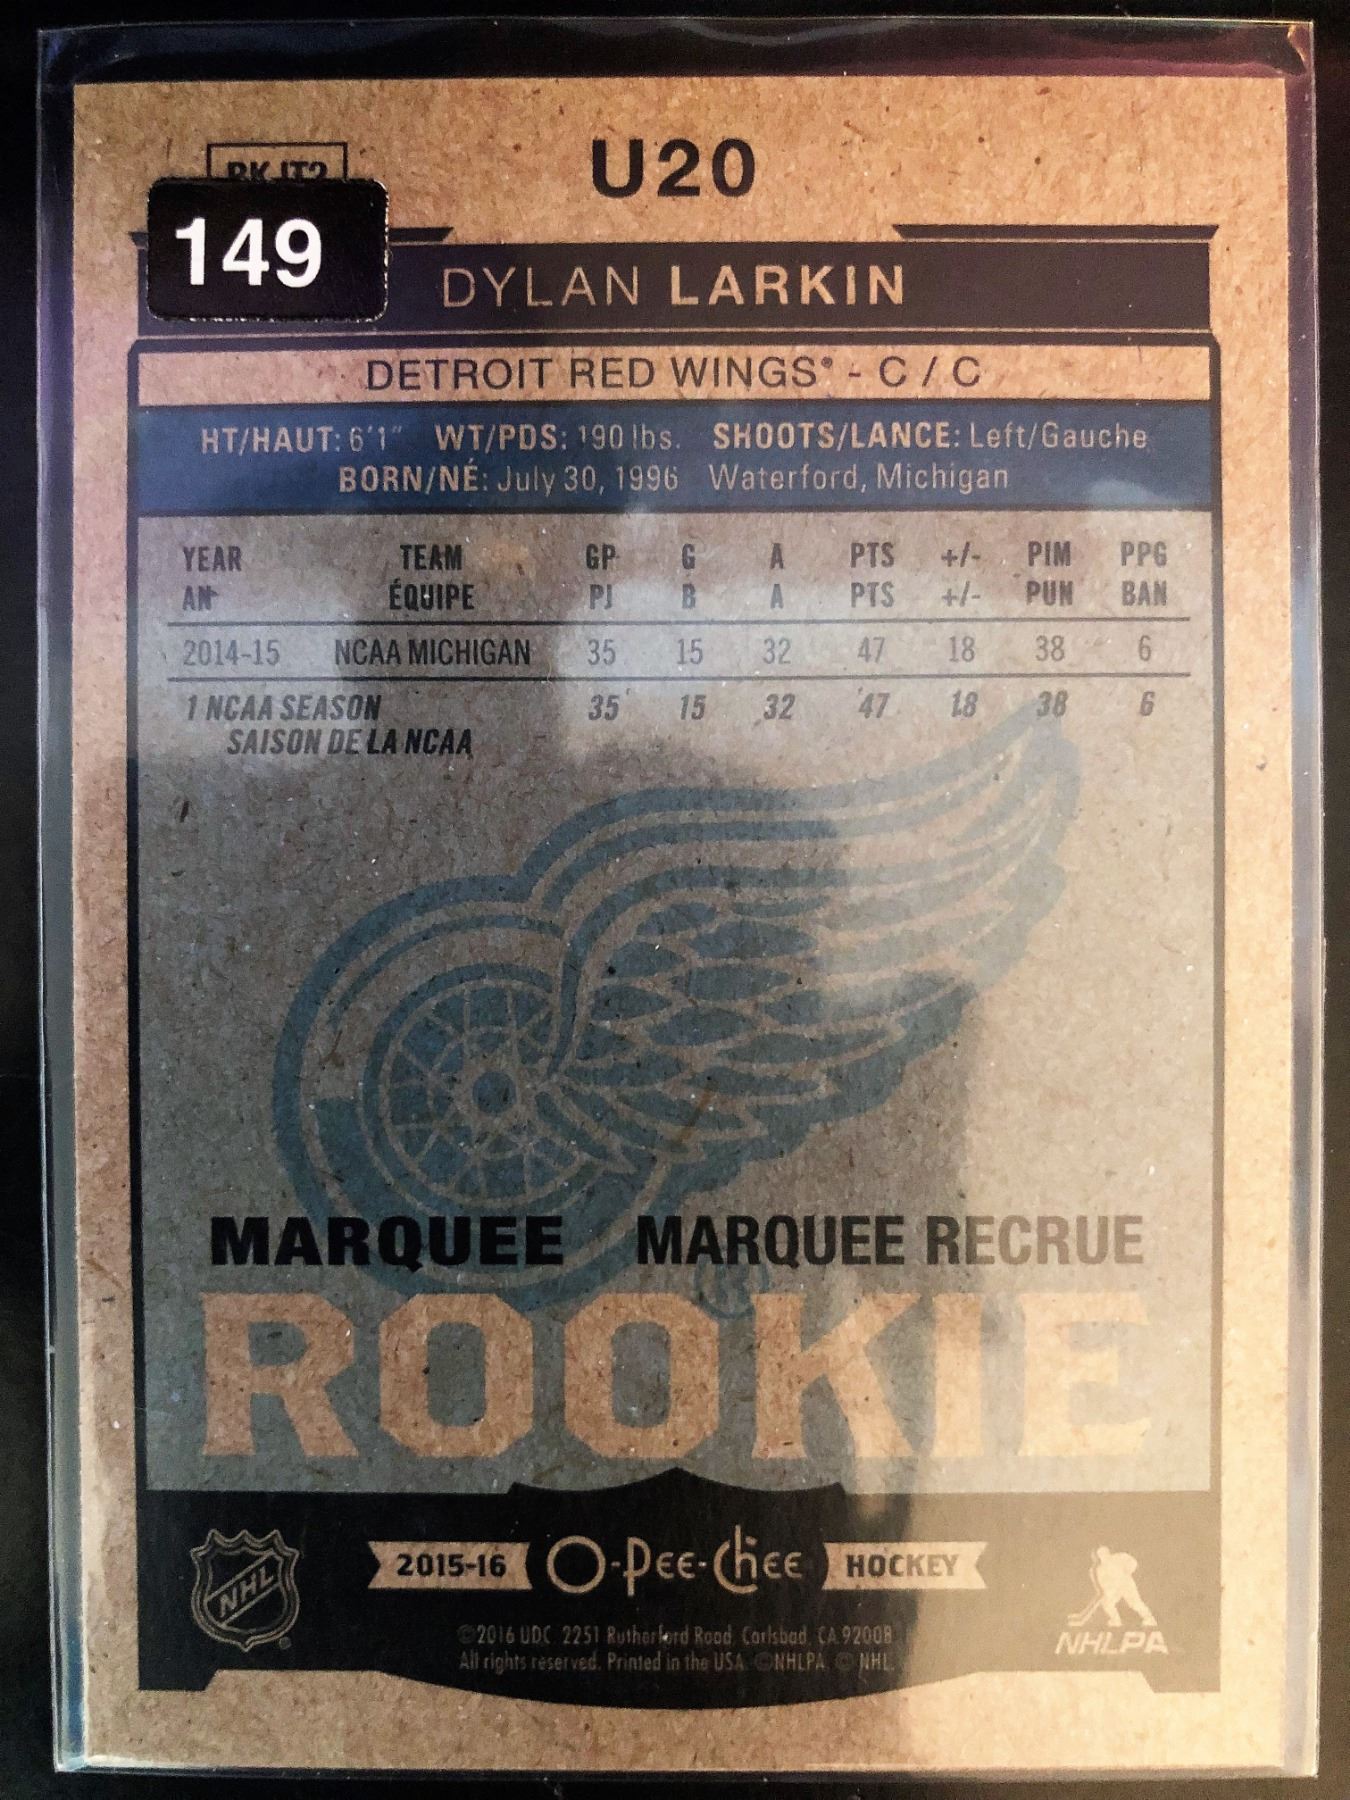 U20
149
DYLAN LARKIN
DETROIT RED WINGS® - C / C
HT/HAUT: 6'1" WT/PDS: 190 lbs. SHOOTS/LANCE: Left/Gauche
BORN/NÉ: July 30, 1996 Waterford, Michigan
YEAR TEAM GP G A PTS +/- PIM PPG
AN ÉQUIPE PJ B A PTS +/- PUN BAN
2014-15 NCAA MICHIGAN 35 15 32 47 18 38 6
1 NCAA SEASON 35 15 32 47 18 38 6
SAISON DE LA NCAA
MARQUEE MARQUEE RECRUE
ROOKIE
NHL ®
2015-16 O-Pee-Chee HOCKEY
NHLPA
©2016 UDC 2251 Rutherford Road, Carlsbad, CA 92008
All rights reserved. Printed in the USA. ©NHLPA. © NHL.